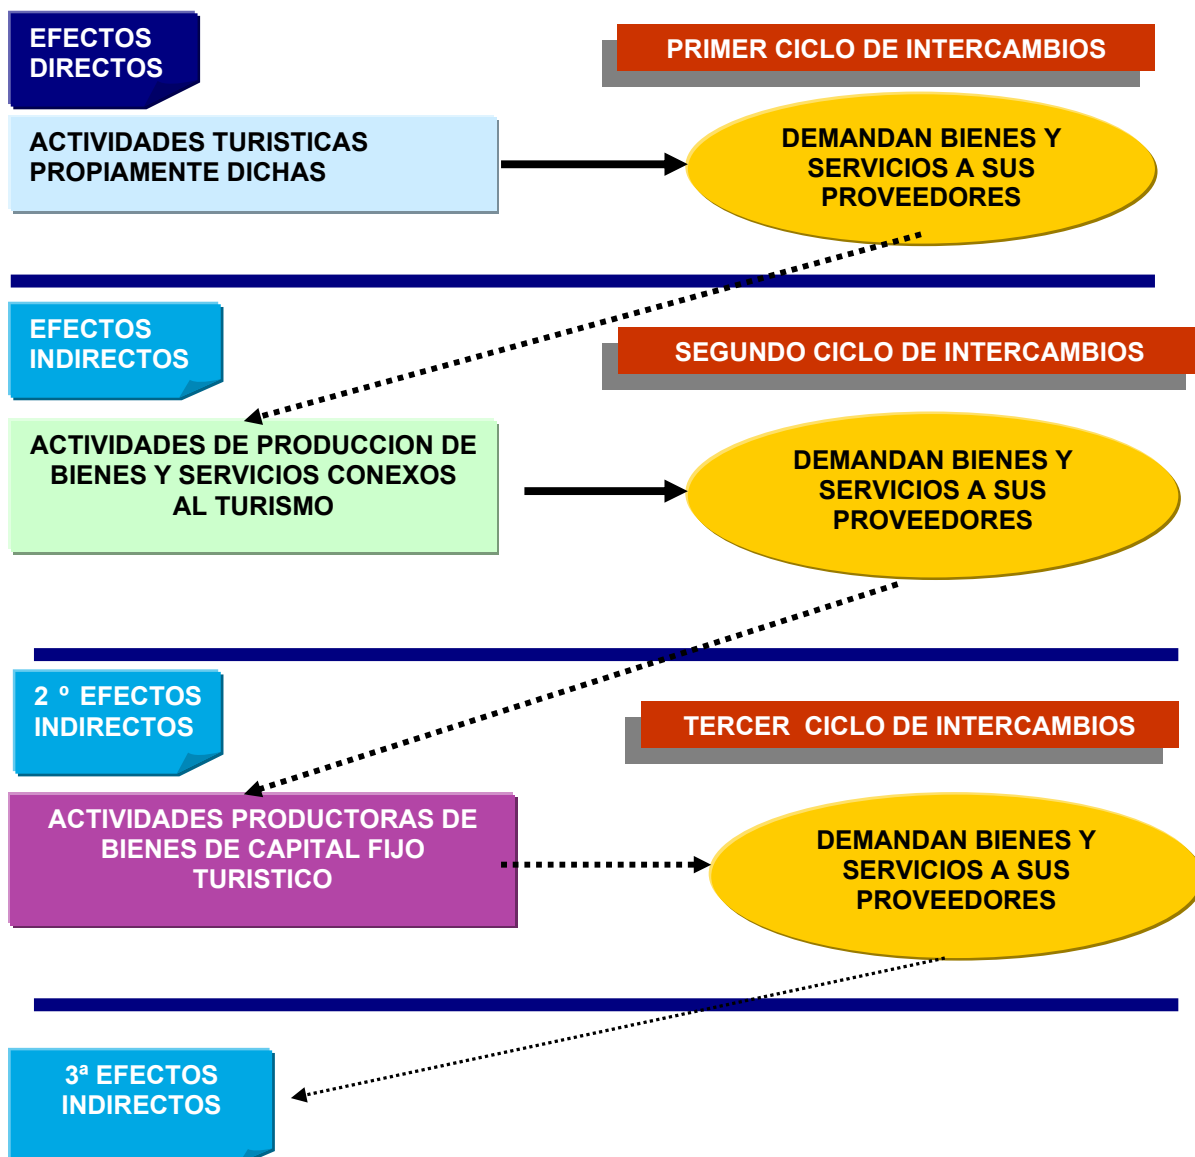 EFECTOS
DIRECTOS
PRIMER CICLO DE INTERCAMBIOS
ACTIVIDADES TURISTICAS
PROPIAMENTE DICHAS
DEMANDAN BIENES Y
SERVICIOS A SUS
PROVEEDORES
EFECTOS
INDIRECTOS
SEGUNDO CICLO DE INTERCAMBIOS
ACTIVIDADES DE PRODUCCION DE
BIENES Y SERVICIOS CONEXOS
AL TURISMO
DEMANDAN BIENES Y
SERVICIOS A SUS
PROVEEDORES
2 º EFECTOS
INDIRECTOS
TERCER CICLO DE INTERCAMBIOS
ACTIVIDADES PRODUCTORAS DE
BIENES DE CAPITAL FIJO
TURISTICO
DEMANDAN BIENES Y
SERVICIOS A SUS
PROVEEDORES
3ª EFECTOS
INDIRECTOS